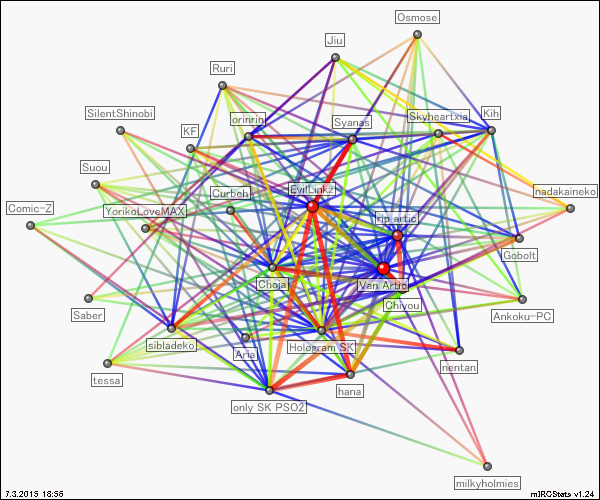 Osmose
Jiu
Ruri
SilentShinobi
orinrin
Skyheartxia
Kih
Syanas
KF
Suou
EvilLinkz
Curbeh
nadakaineko
Comic-Z
YorikoLoveMAX
rip artic
Gobolt
Choja
Van Artic
Chiyou
Saber
Ankoku-PC
sibladeko
Aria
Hologram SK
nentan
tessa
hana
only SK PSO2
milkyholmies
7.3.2015 18:56
mIRCStats v1.24